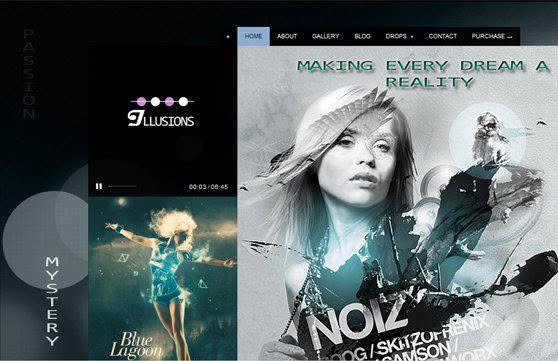 PASSION
HOME ABOUT GALLERY BLOG DROPS + CONTACT PURCHASE
MAKING EVERY DREAM A
REALITY
ILLUSIONS
00:03 / 06:45
MYSTERY
Blue
Lagoon
NOIZ
SKITZOFRENIX